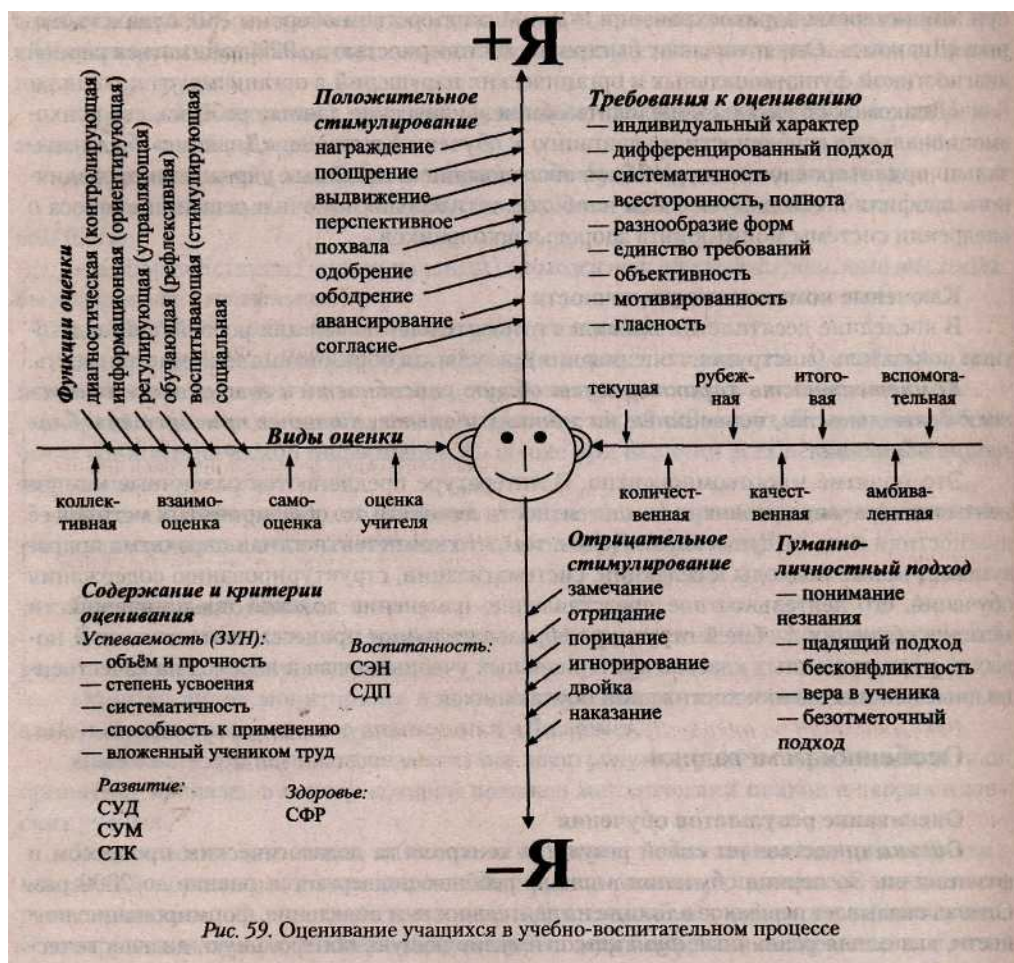 +Я
Функции оценки
диагностическая (контролирующая)
информационная (ориентирующая)
регулирующая (управляющая)
обучающая (рефлексивния)
воспитывающая (стимулирующая)
социальная
Положительное
стимулирование
награждение
поощрение
выдвижение
перспективное
похвала
одобрение
ободрение
авансирование
согласие
Требования к оцениванию
— индивидуальный характер
— дифференцированный подход
— систематичность
— всесторонность, полнота
— разнообразие форм
— единство требований
— объективность
— мотивированность
— гласность
Виды оценки
текущая
рубеж-
ная
итого-
вая
вспомога-
тельная
коллек-
тивная
взаимо-
оценка
само-
оценка
оценка
учителя
количест-
венная
качест-
венная
амбива-
лентная
Содержание и критерии
оценивания
Успеваемость (ЗУН):
— объём и прочность
— степень усвоения
— систематичность
— способность к применению
— вложенный учеником труд
Воспитанность:
СЭН
СДП
Развитие:
СУД
СУМ
СТК
Здоровье:
СФР
Отрицательное
стимулирование
замечание
отрицание
порицание
игнорирование
двойка
наказание
Гуманно-
личностный подход
— понимание
незнания
— щадящий подход
— бесконфликтность
— вера в ученика
— безотметочный
подход
–Я
Рис. 59. Оценивание учащихся в учебно-воспитательном процессе